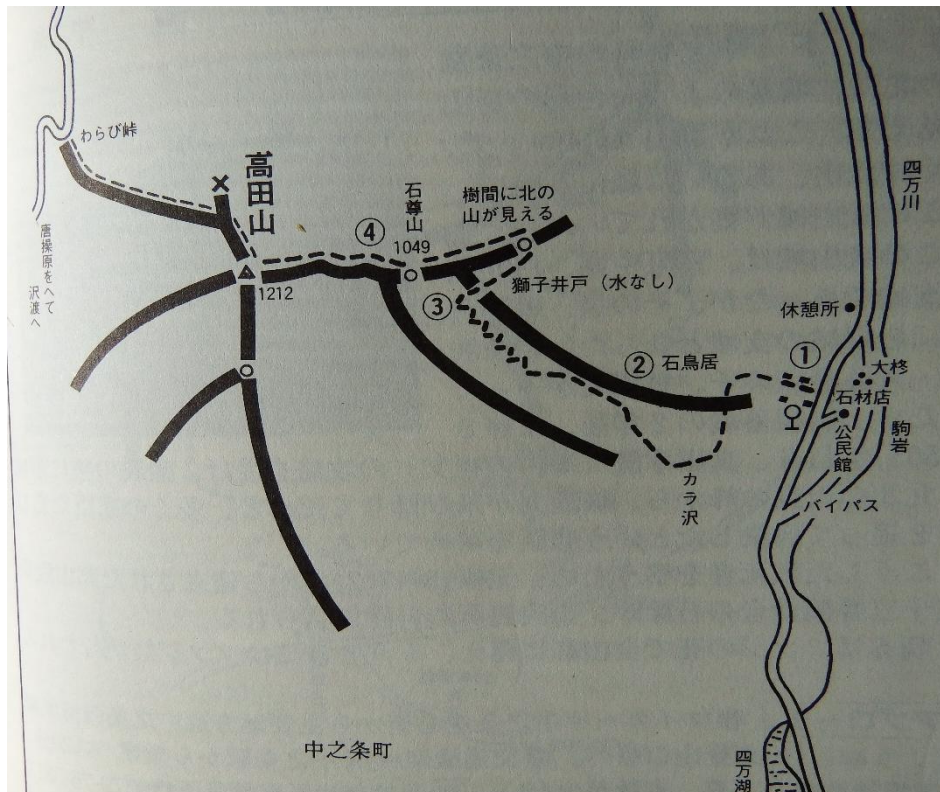 わらび峠
高田山
唐操原をへて
沢渡へ
1212
④
石尊山
1049
樹間に北の
山が見える
獅子井戸（水なし）
③
②
石鳥居
①
休憩所
四万川
大柊
石材店
公民館
駒岩
カラ沢
バイパス
中之条町
四万湖